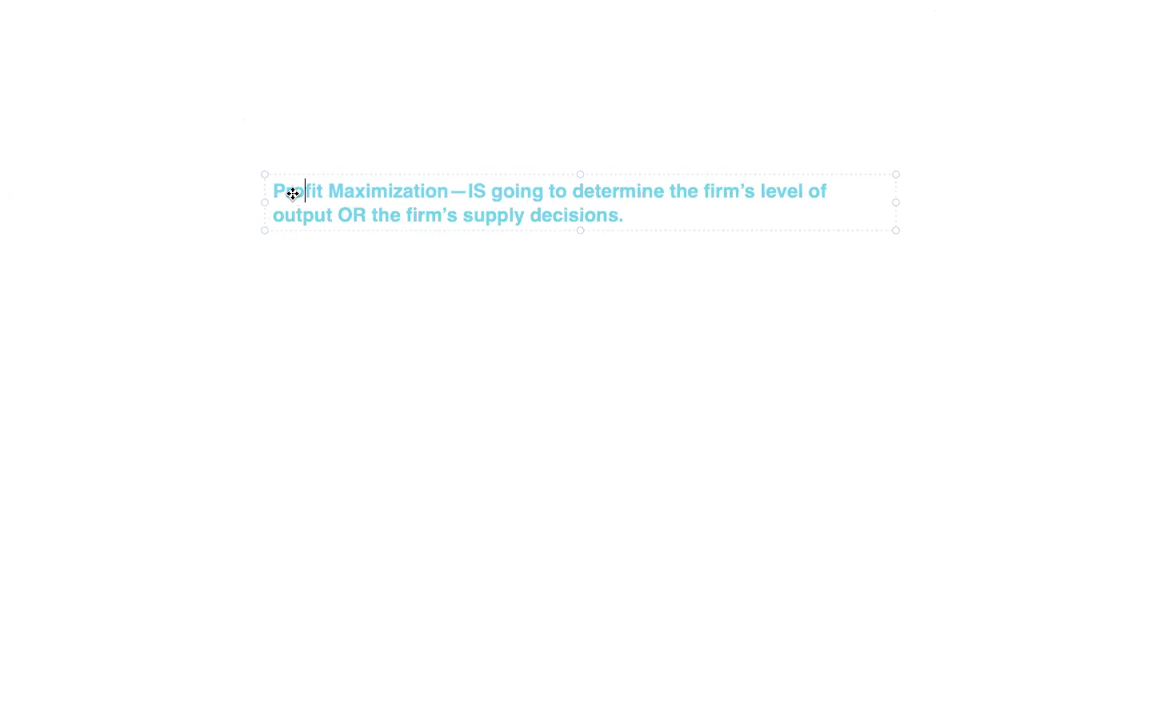 Profit Maximization—IS going to determine the firm’s level of
output OR the firm’s supply decisions.